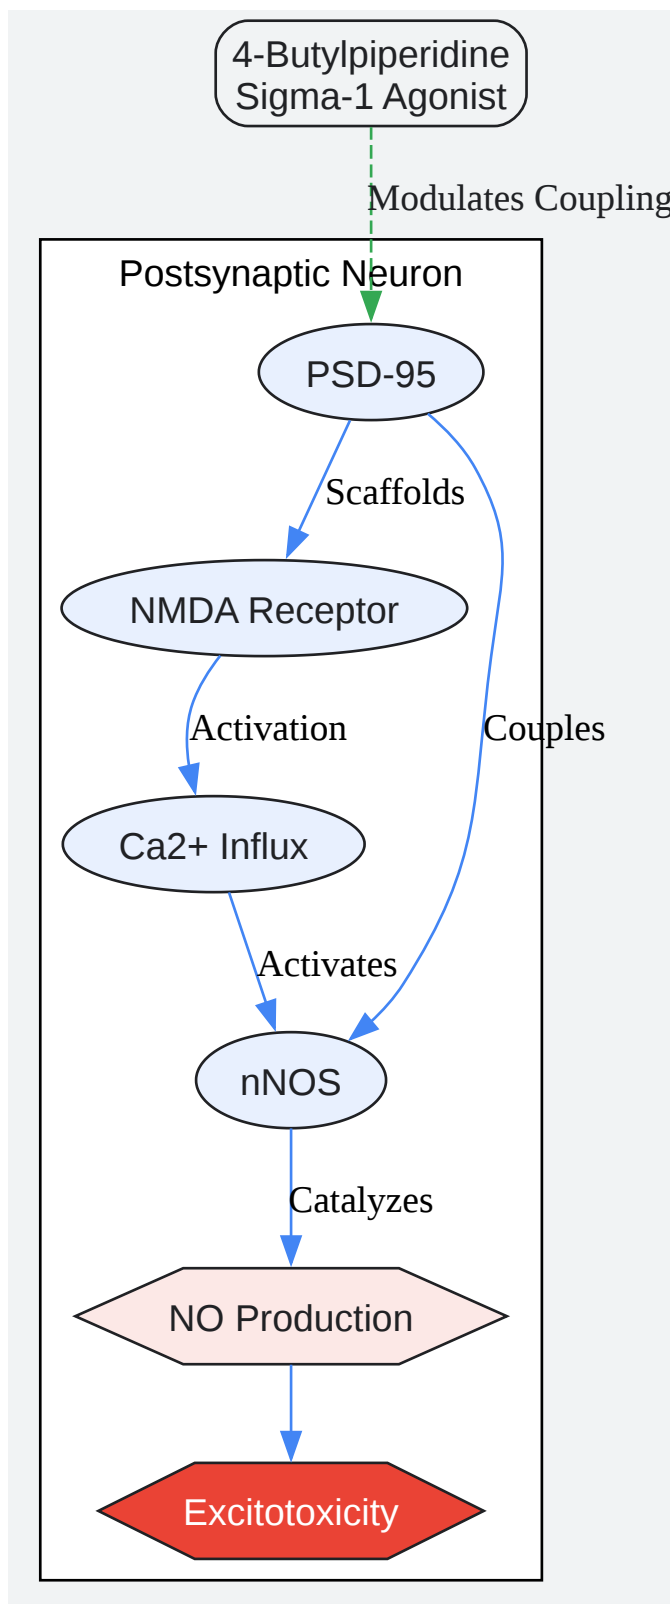 4-Butylpiperidine
Sigma-1 Agonist
Modulates Coupling
Postsynaptic Neuron
PSD-95
Scaffolds
NMDA Receptor
Activation
Couples
Ca2+ Influx
Activates
nNOS
Catalyzes
NO Production
Excitotoxicity